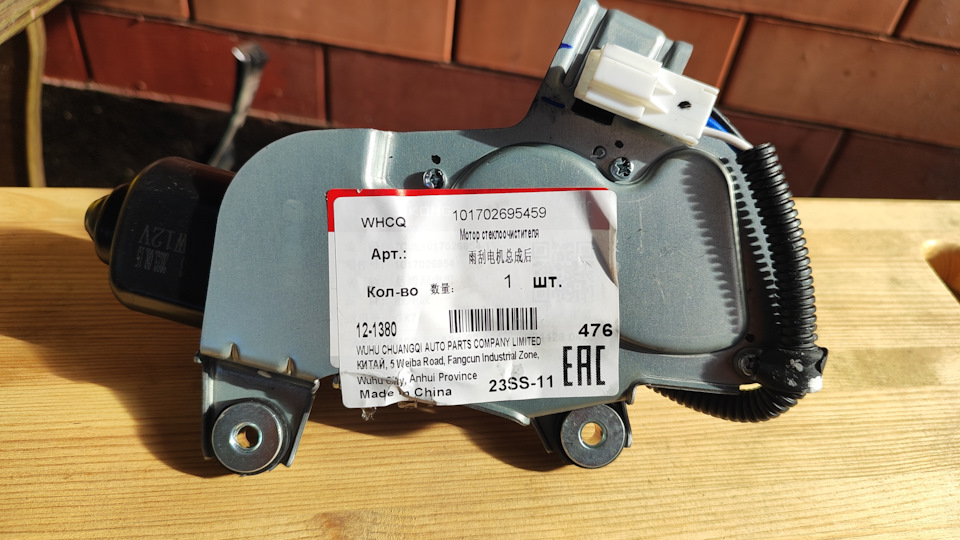 WHCQ 101702695459
Мотор стеклоочистителя
Арт.: 雨刮电机总成后
Кол-во 数量: 1 шт.
12-1380
476
WUHU CHUANGQI AUTO PARTS COMPANY LIMITED
КИТАЙ, 5 Weiba Road, Fangcun Industrial Zone,
Wuhu City, Anhui Province
EAC
Made in China
23SS-11
W12V